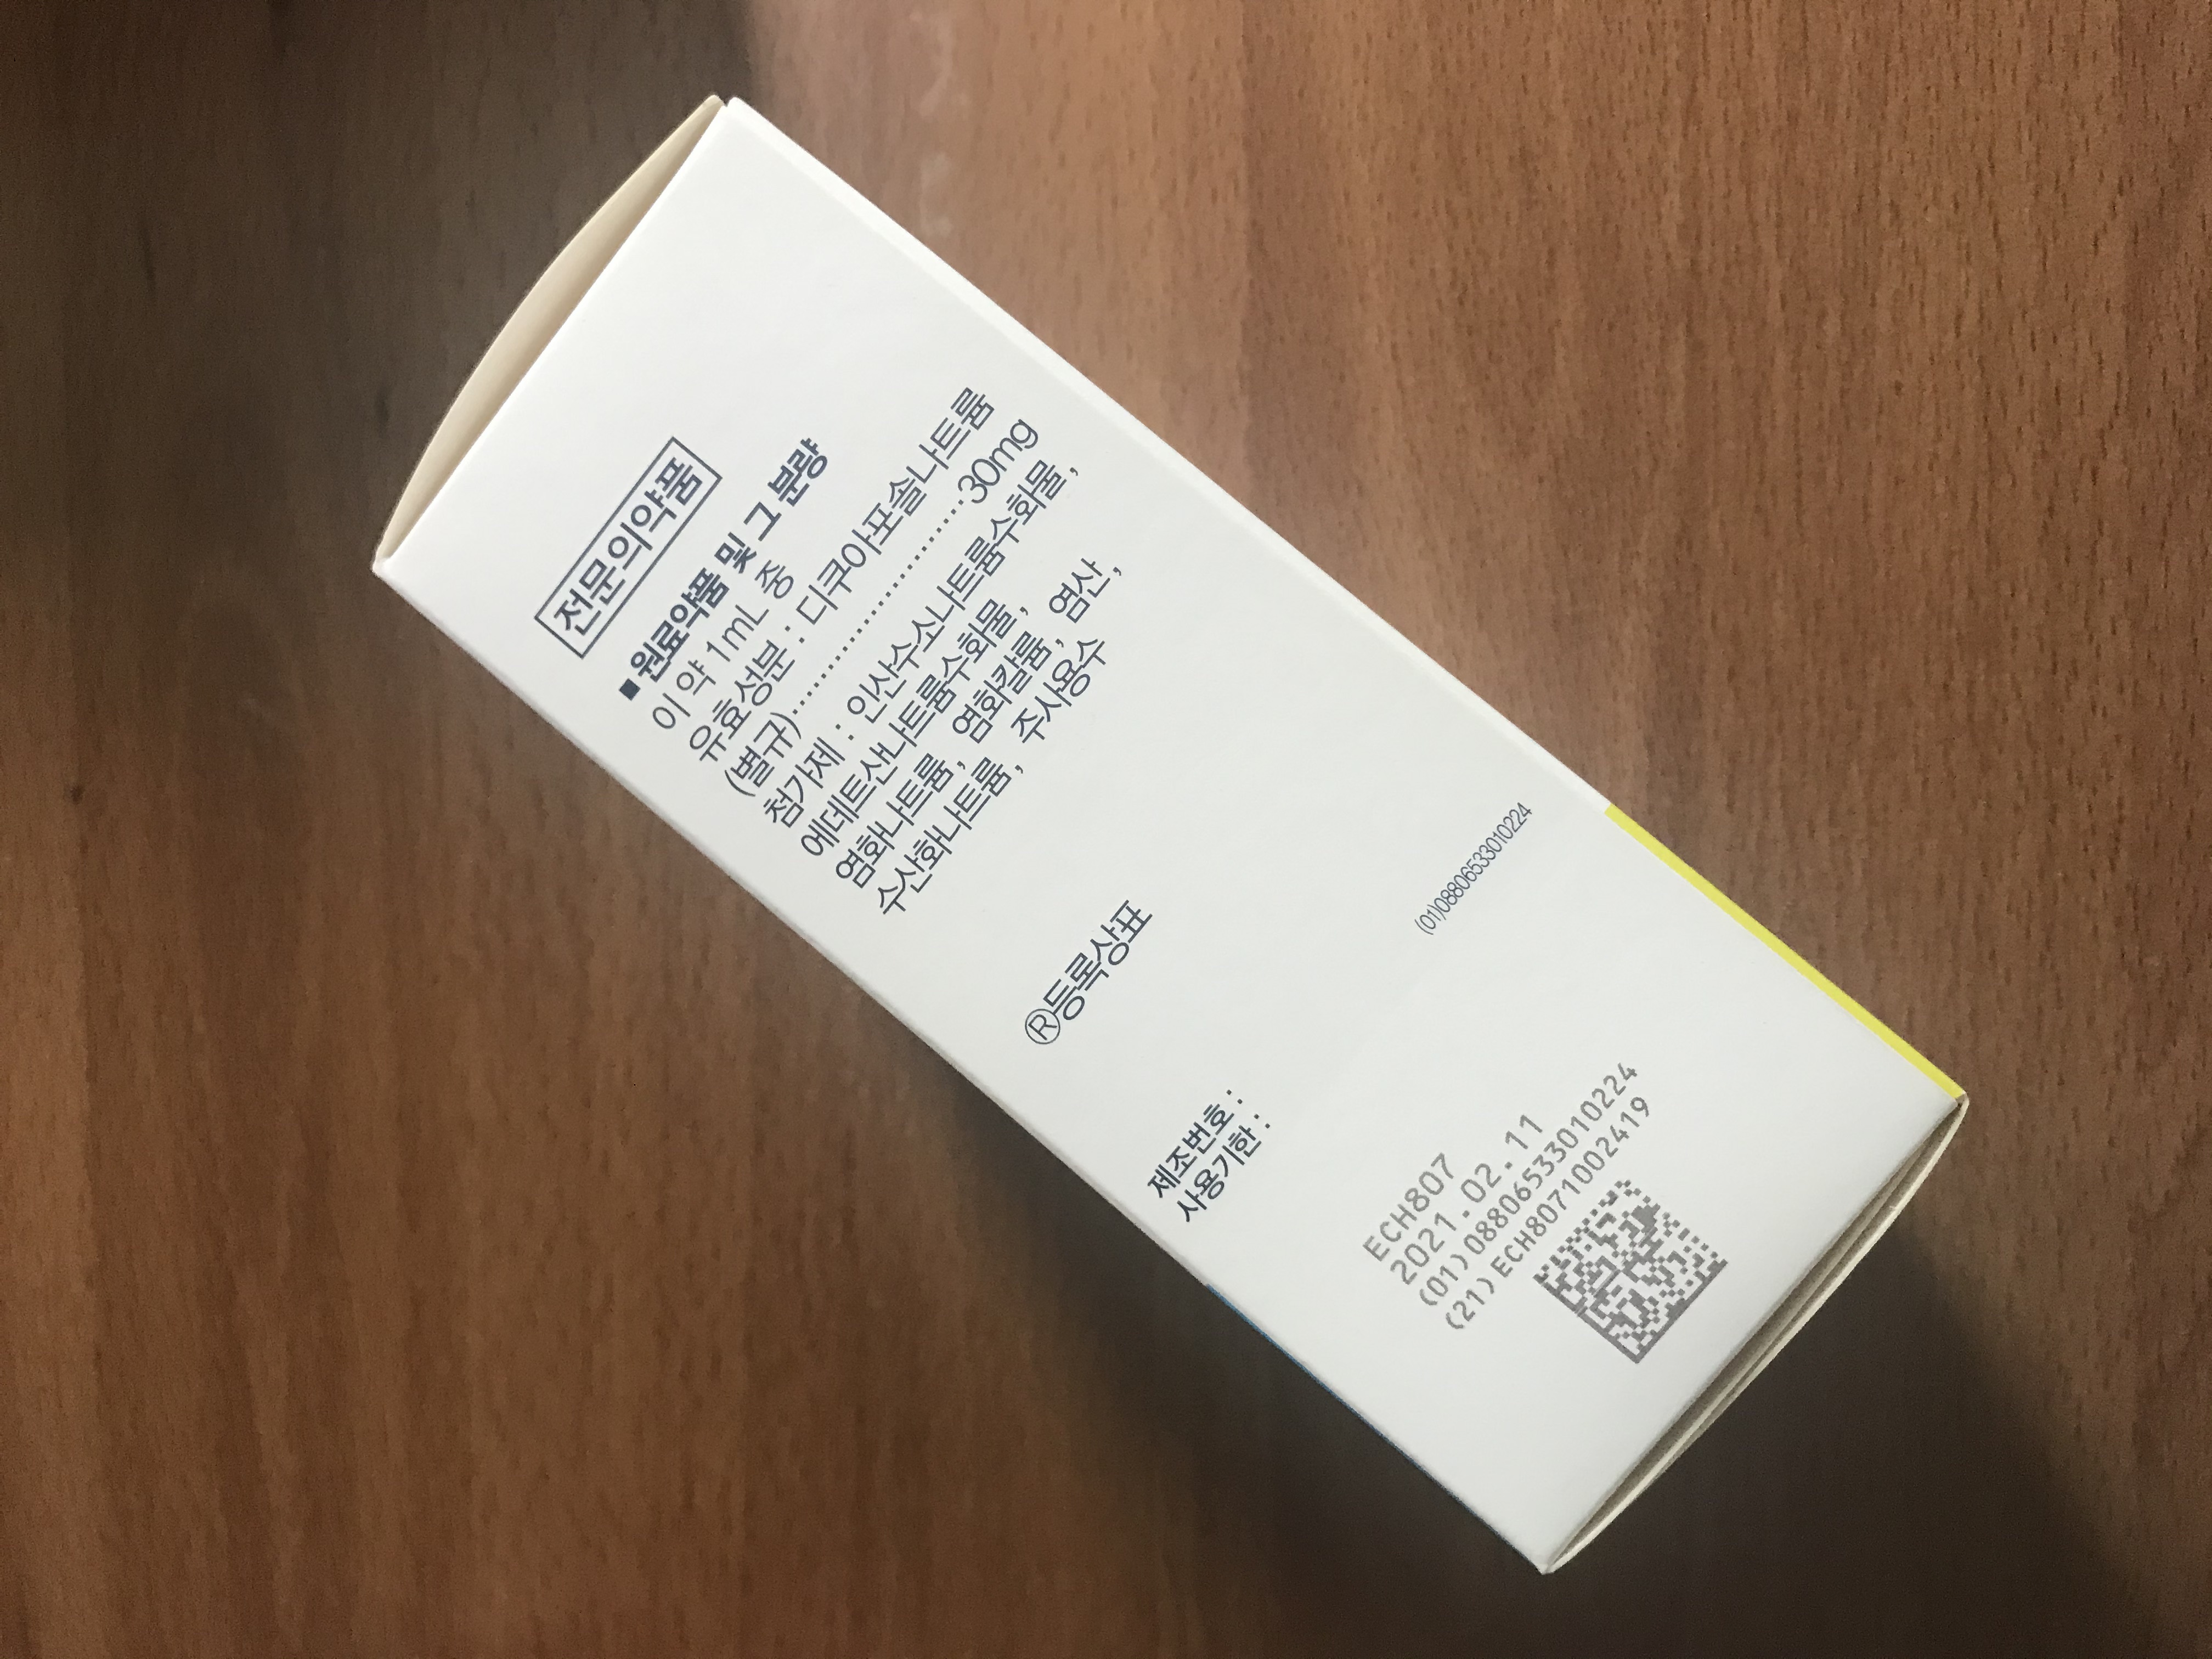 전문의약품
■ 원료약품 및 그 분량
이 약 1mL 중
유효성분 : 디쿠아포솔나트륨
(별규)······························30mg
첨가제 : 인산수소나트륨수화물,
에데트산나트륨수화물,
염화나트륨, 염화칼륨, 염산,
수산화나트륨, 주사용수
®등록상표
제조번호 :
사용기한 :
ECH807
2021.02.11
(01)08806533010224
(21)ECH8071002419
(01)08806533010224